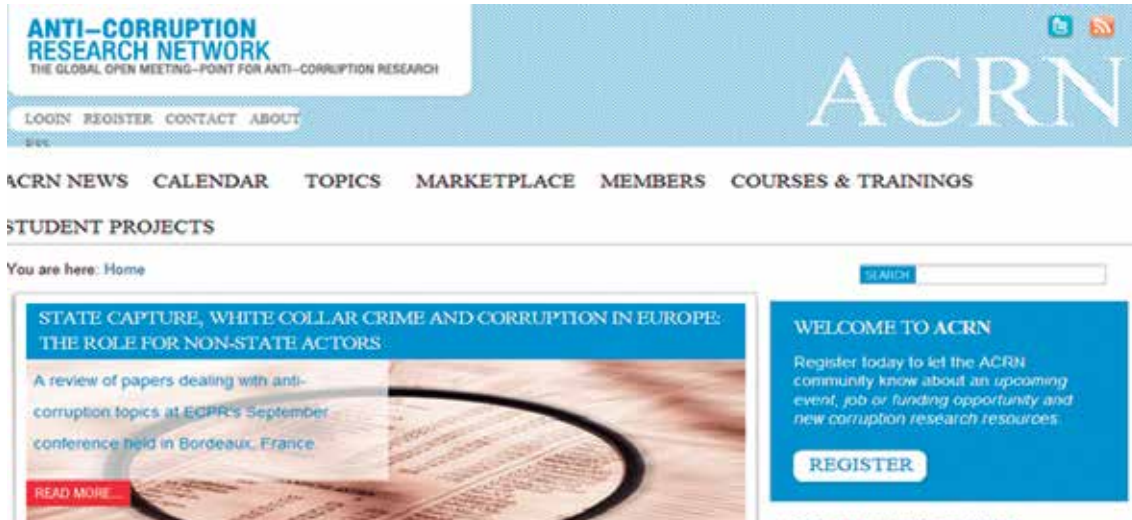 ANTI-CORRUPTION
RESEARCH NETWORK
THE GLOBAL OPEN MEETING-POINT FOR ANTI-CORRUPTION RESEARCH
ACRN
LOGIN REGISTER CONTACT ABOUT
ACRN NEWS CALENDAR TOPICS MARKETPLACE MEMBERS COURSES & TRAININGS
STUDENT PROJECTS
You are here: Home
SEARCH
STATE CAPTURE, WHITE COLLAR CRIME AND CORRUPTION IN EUROPE:
THE ROLE FOR NON-STATE ACTORS
A review of papers dealing with anti-
corruption topics at ECPR's September
conference held in Bordeaux, France
READ MORE...
WELCOME TO ACRN
Register today to let the ACRN
community know about an upcoming
event, job or funding opportunity and
new corruption research resources.
REGISTER